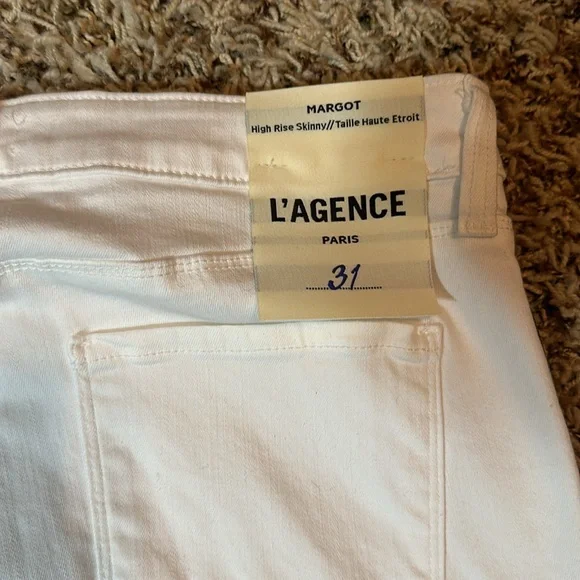 MARGOT
High Rise Skinny//Taille Haute Etroit
L'AGENCE
PARIS
31